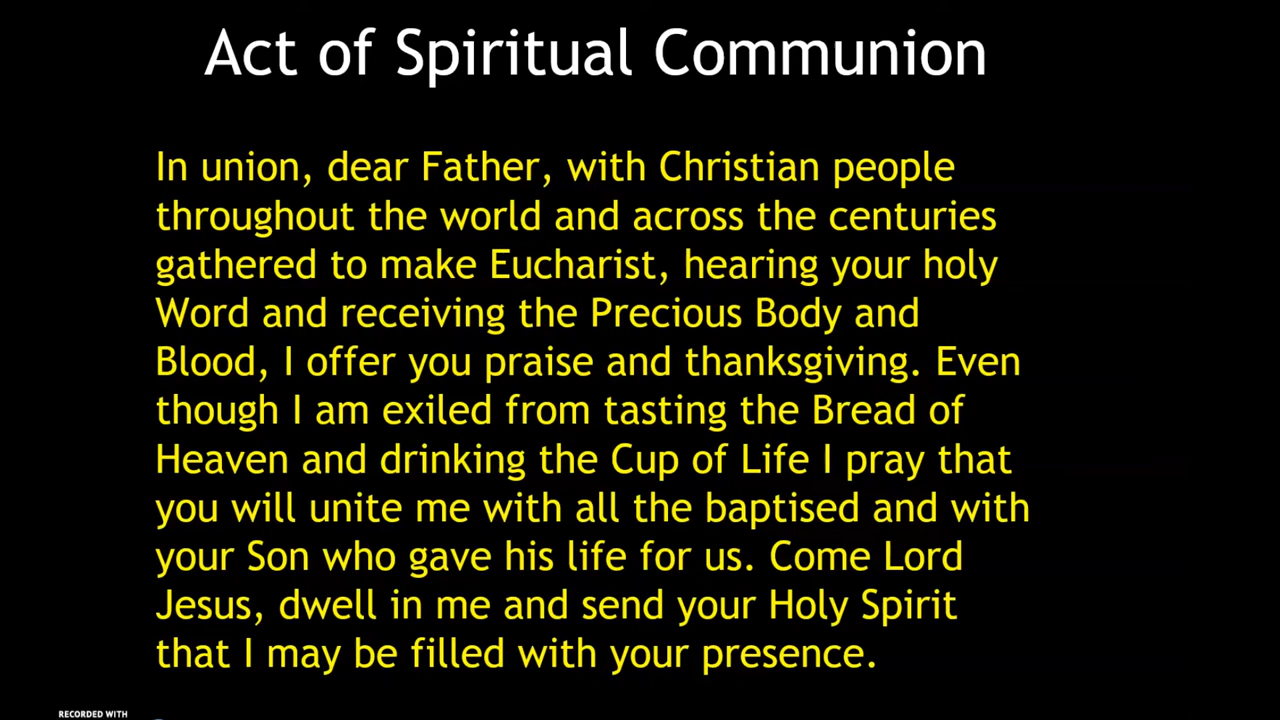 Act of Spiritual Communion
In union, dear Father, with Christian people
throughout the world and across the centuries
gathered to make Eucharist, hearing your holy
Word and receiving the Precious Body and
Blood, I offer you praise and thanksgiving. Even
though I am exiled from tasting the Bread of
Heaven and drinking the Cup of Life I pray that
you will unite me with all the baptised and with
your Son who gave his life for us. Come Lord
Jesus, dwell in me and send your Holy Spirit
that I may be filled with your presence.
RECORDED WITH